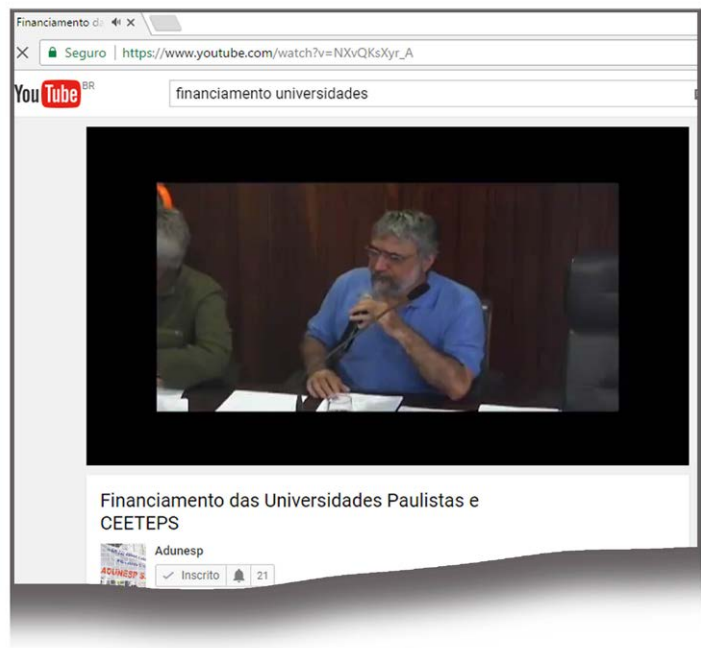 Financiamento d
Seguro | https://www.youtube.com/watch?v=NXvQKsXyr_A
YouTube BR
financiamento universidades
Financiamento das Universidades Paulistas e
CEETEPS
ADUNESP S.
Adunesp
Inscrito 21